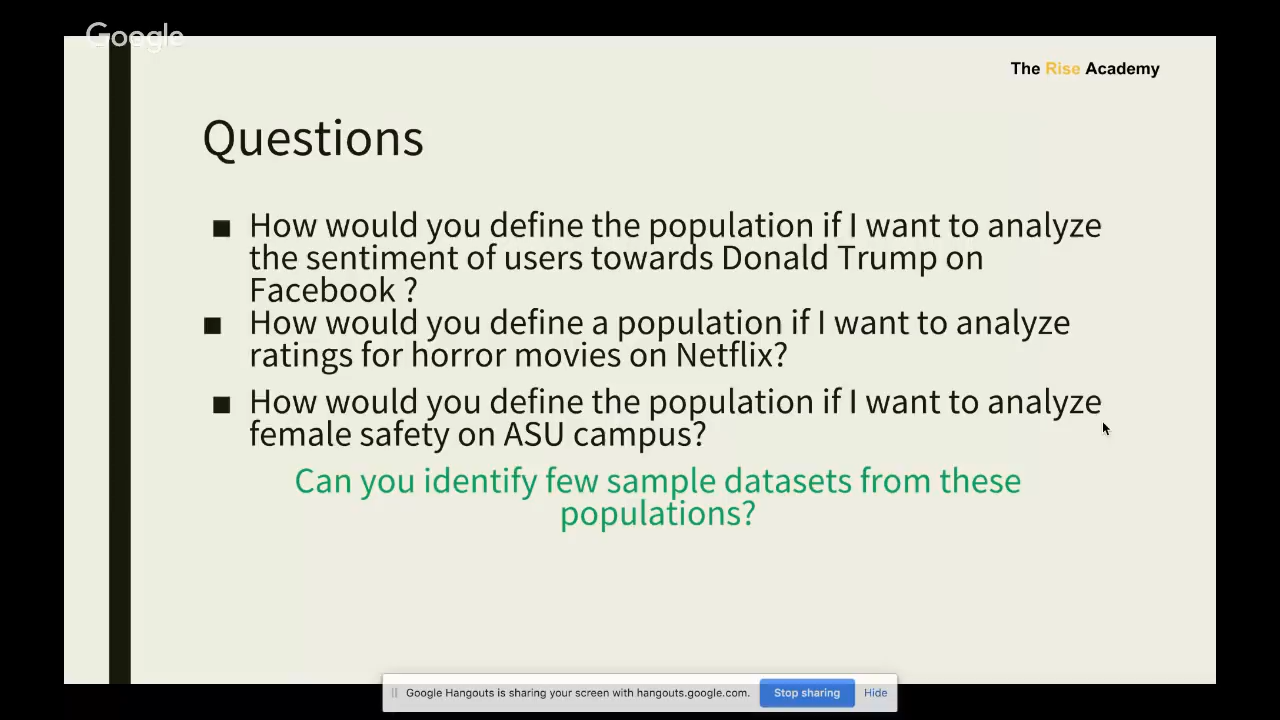 Google
The Rise Academy
Questions
■ How would you define the population if I want to analyze
the sentiment of users towards Donald Trump on
Facebook ?
■ How would you define a population if I want to analyze
ratings for horror movies on Netflix?
■ How would you define the population if I want to analyze
female safety on ASU campus?
Can you identify few sample datasets from these
populations?
Google Hangouts is sharing your screen with hangouts.google.com. Stop sharing Hide